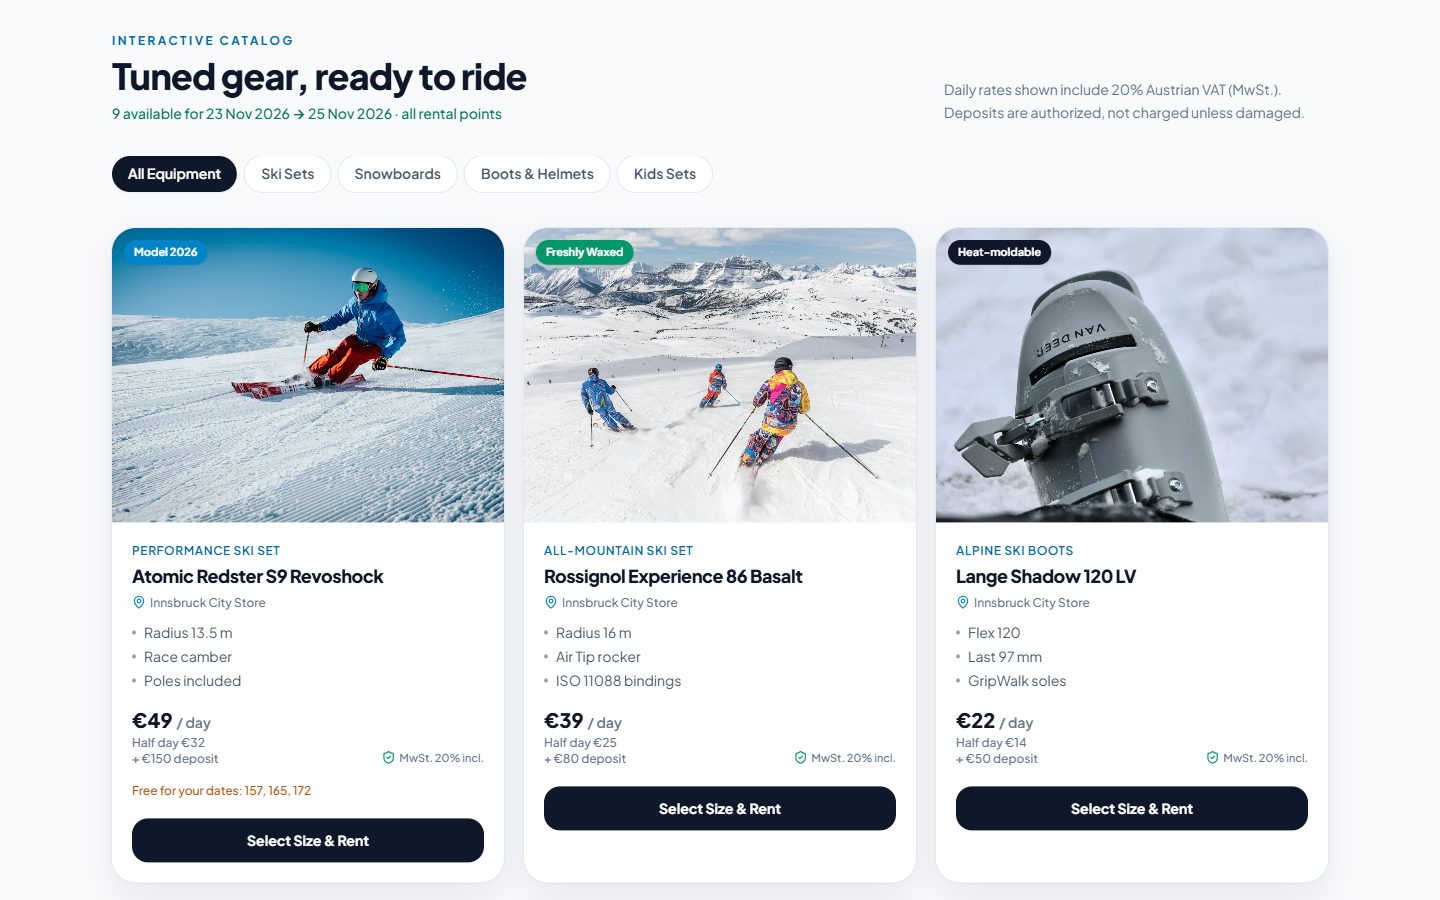 INTERACTIVE CATALOG
Tuned gear, ready to ride
9 available for 23 Nov 2026 → 25 Nov 2026 · all rental points
Daily rates shown include 20% Austrian VAT (MwSt.).
Deposits are authorized, not charged unless damaged.
All Equipment
Ski Sets
Snowboards
Boots & Helmets
Kids Sets
Model 2026
PERFORMANCE SKI SET
Atomic Redster S9 Revoshock
Innsbruck City Store
• Radius 13.5 m
• Race camber
• Poles included
€49 / day
Half day €32
+ €150 deposit
MwSt. 20% incl.
Free for your dates: 157, 165, 172
Select Size & Rent
Freshly Waxed
ALL-MOUNTAIN SKI SET
Rossignol Experience 86 Basalt
Innsbruck City Store
• Radius 16 m
• Air Tip rocker
• ISO 11088 bindings
€39 / day
Half day €25
+ €80 deposit
MwSt. 20% incl.
Select Size & Rent
Heat-moldable
VAN DEER
ALPINE SKI BOOTS
Lange Shadow 120 LV
Innsbruck City Store
• Flex 120
• Last 97 mm
• GripWalk soles
€22 / day
Half day €14
+ €50 deposit
MwSt. 20% incl.
Select Size & Rent